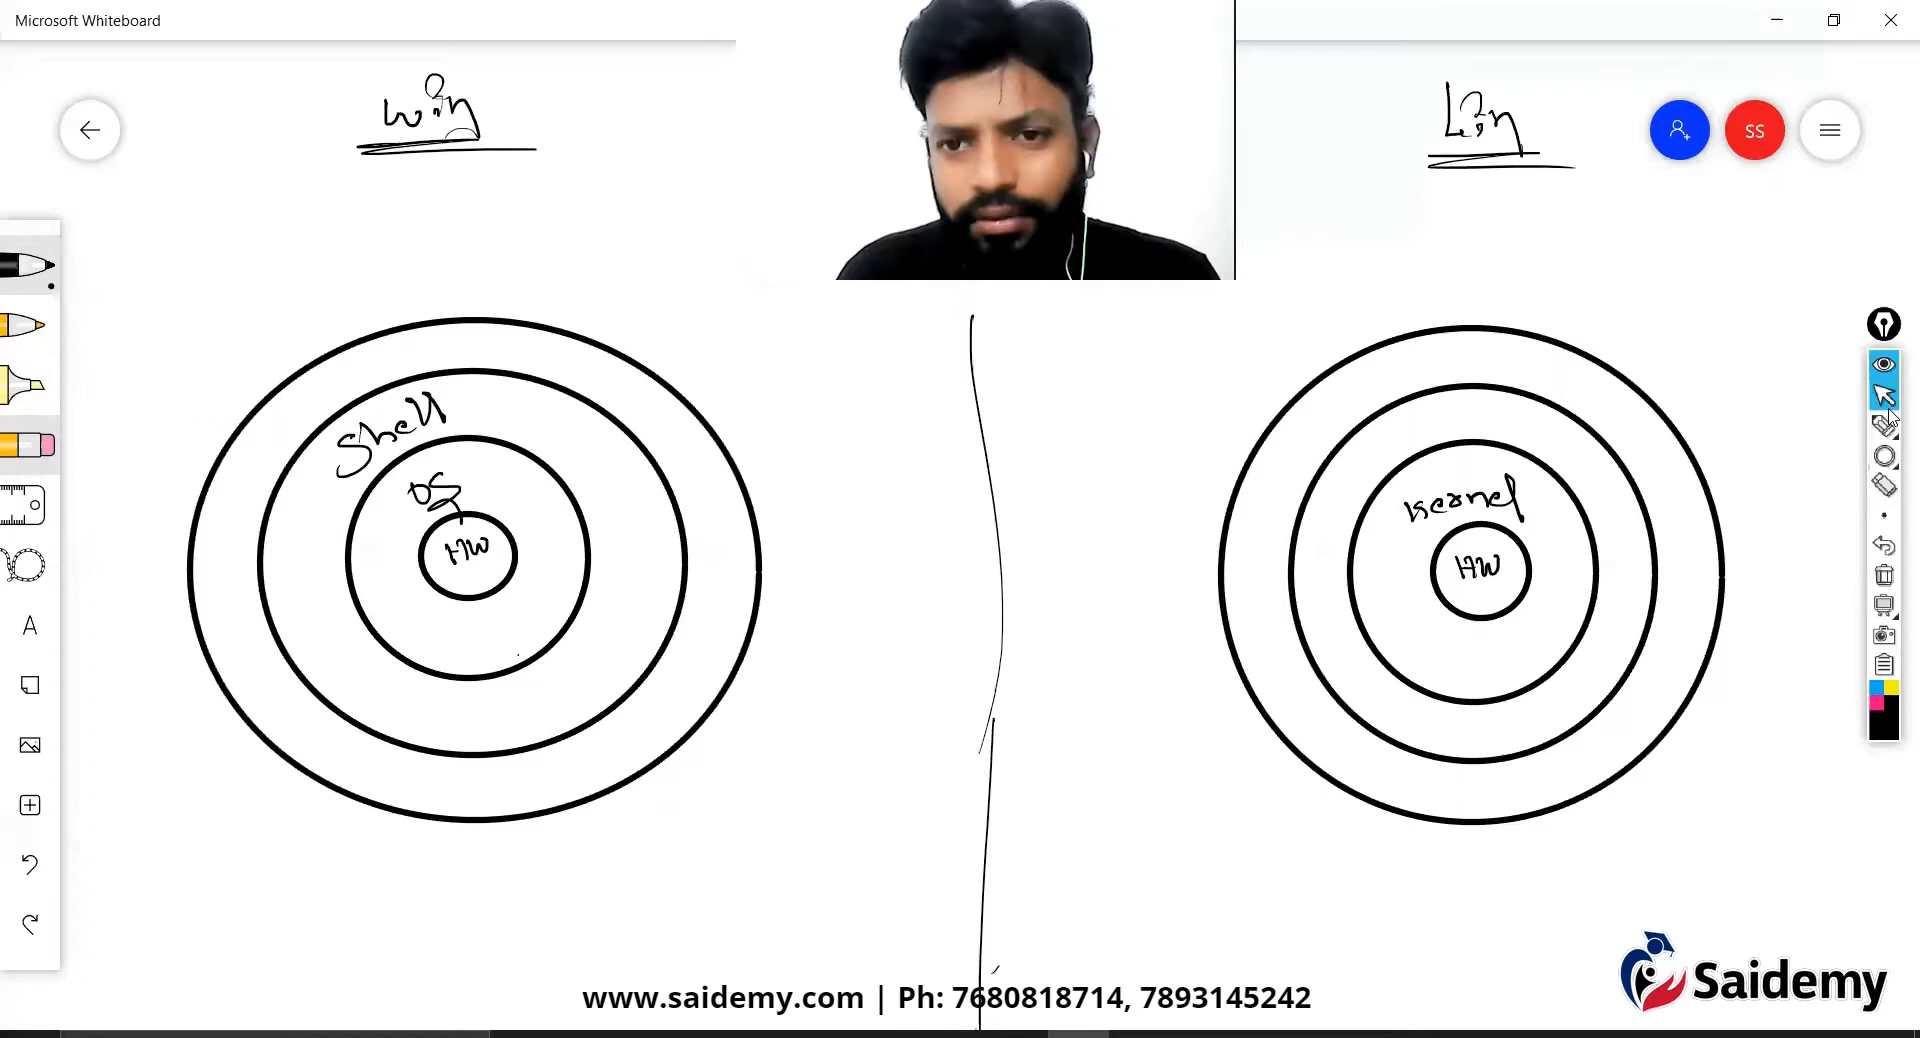 Microsoft Whiteboard
Win
Lin
SS
Shell
OS
HW
Kernel
HW
A
www.saidemy.com | Ph: 7680818714, 7893145242
Saidemy